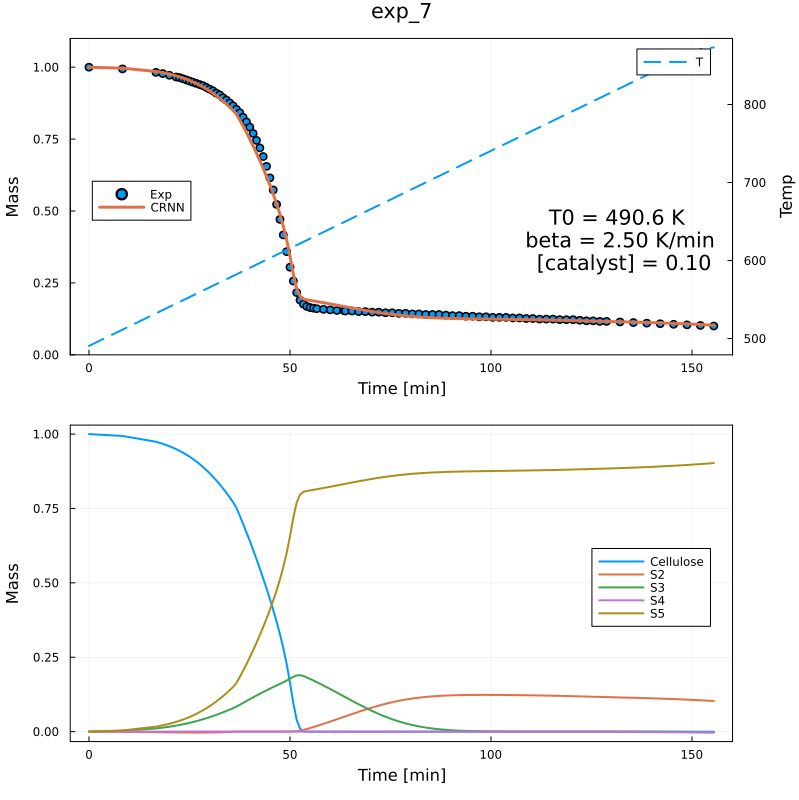 exp_7
1.00
0.75
0.50
0.25
0.00
Mass
Exp
CRNN
T
800
700
600
500
Temp
T0 = 490.6 K
beta = 2.50 K/min
[catalyst] = 0.10
0
50
100
150
Time [min]
1.00
0.75
0.50
0.25
0.00
Mass
Cellulose
S2
S3
S4
S5
0
50
100
150
Time [min]